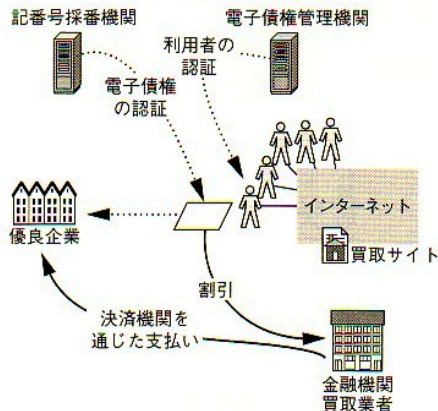 記番号採番機関
電子債権管理機関
利用者の
認証
電子債権
の認証
インターネット
優良企業
買取サイト
割引
決済機関を
通じた支払い
金融機関
買取業者